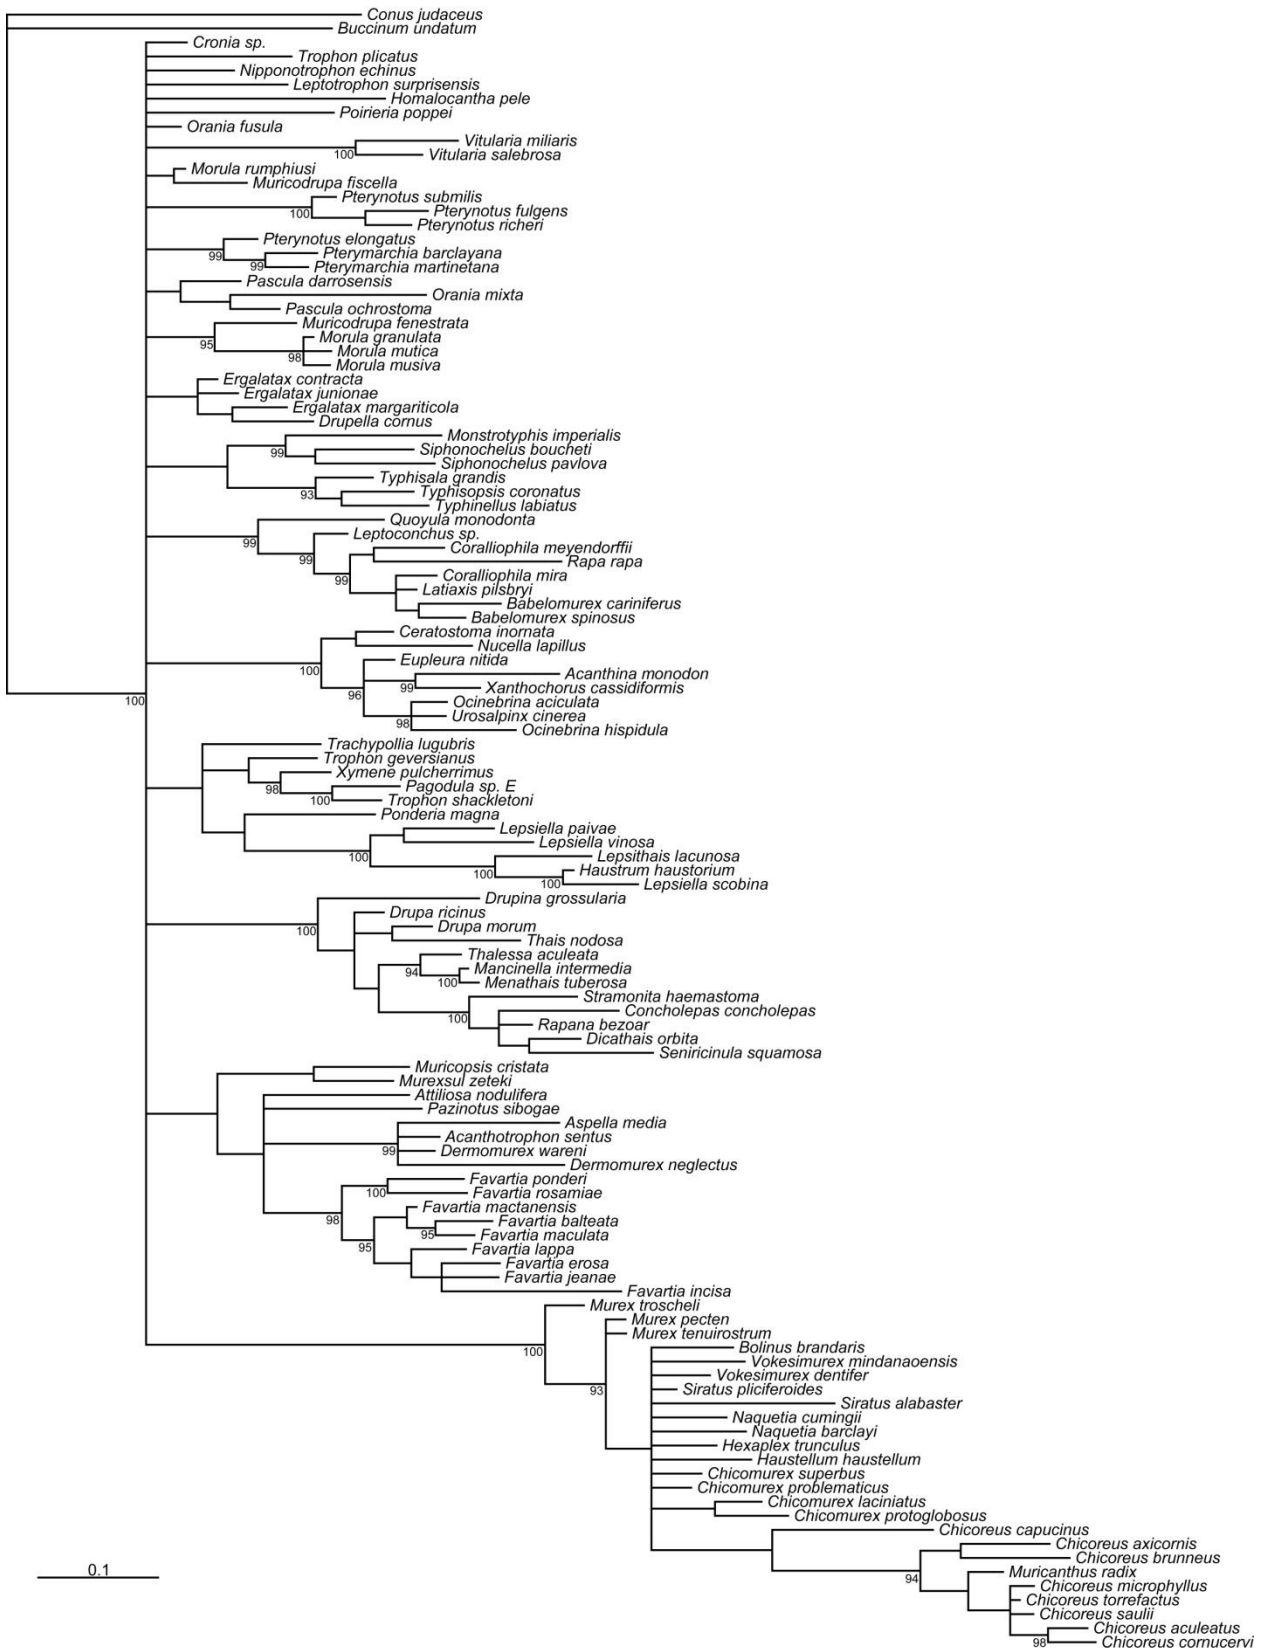 Conus judaceus
Buccinum undatum
Cronia sp.
Trophon plicatus
Nipponotrophon echinus
Leptotrophon surprisensis
Homalocantha pele
Poirieria poppei
Orania fusula
Vitularia miliaris
100 Vitularia salebrosa
Morula rumphiusi
Muricodrupa fiscella
Pterynotus submilis
100 Pterynotus fulgens
Pterynotus richeri
Pterynotus elongatus
99 Pterymarchia barclayana
99 Pterymarchia martinetana
Pascula darrosensis
Orania mixta
Pascula ochrostoma
Muricodrupa fenestrata
Morula granulata
95
98 Morula mutica
Morula musiva
Ergalatax contracta
Ergalatax junionae
Ergalatax margariticola
Drupella cornus
Monstrotyphis imperialis
99 Siphonochelus boucheti
Siphonochelus pavlova
Typhisala grandis
93 Typhisopsis coronatus
Typhinellus labiatus
Quoyula monodonta
Leptoconchus sp.
99
Coralliophila meyendorffii
99 Rapa rapa
Coralliophila mira
99
Latiaxis pilsbryi
Babelomurex cariniferus
Babelomurex spinosus
Ceratostoma inornata
Nucella lapillus
Eupleura nitida
100
Acanthina monodon
99 Xanthochorus cassidiformis
96
100
Ocinebrina aciculata
Urosalpinx cinerea
98
Ocinebrina hispidula
Trachypollia lugubris
Trophon geversianus
Xymene pulcherrimus
98 Pagodula sp. E
100 Trophon shackletoni
Ponderia magna
Lepsiella paivae
Lepsiella vinosa
100 Lepsithais lacunosa
100 Haustrum haustorium
100 Lepsiella scobina
Drupina grossularia
Drupa ricinus
100
Drupa morum
Thais nodosa
Thalessa aculeata
94 Mancinella intermedia
100 Menathais tuberosa
Stramonita haemastoma
Concholepas concholepas
100
Rapana bezoar
Dicathais orbita
Seniricinula squamosa
Muricopsis cristata
Murexsul zeteki
Attiliosa nodulifera
Pazinotus sibogae
Aspella media
Acanthotrophon sentus
99 Dermomurex wareni
Dermomurex neglectus
Favartia ponderi
100 Favartia rosamiae
Favartia mactanensis
98 Favartia balteata
95 Favartia maculata
95 Favartia lappa
Favartia erosa
Favartia jeanae
Favartia incisa
Murex troscheli
Murex pecten
Murex tenuirostrum
100 Bolinus brandaris
Vokesimurex mindanaoensis
Vokesimurex dentifer
93 Siratus pliciferoides
Siratus alabaster
Naquetia cumingii
Naquetia barclayi
Hexaplex trunculus
Haustellum haustellum
Chicomurex superbus
Chicomurex problematicus
Chicomurex laciniatus
Chicomurex protoglobosus
Chicoreus capucinus
Chicoreus axicornis
Chicoreus brunneus
0.1
94 Muricanthus radix
Chicoreus microphyllus
Chicoreus torrefactus
Chicoreus saulii
Chicoreus aculeatus
98 Chicoreus cornucervi